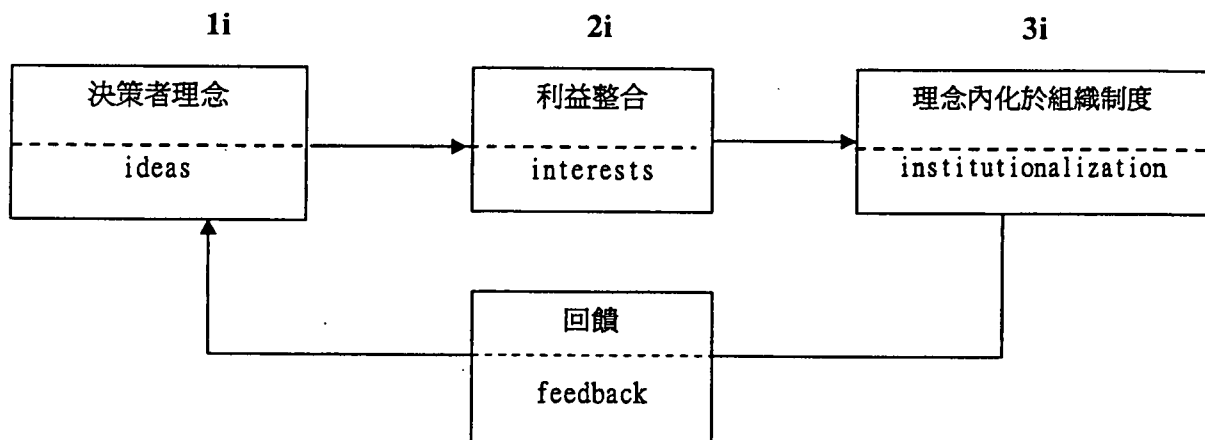 1i
2i
3i
決策者理念
ideas
利益整合
interests
理念內化於組織制度
institutionalization
回饋
feedback